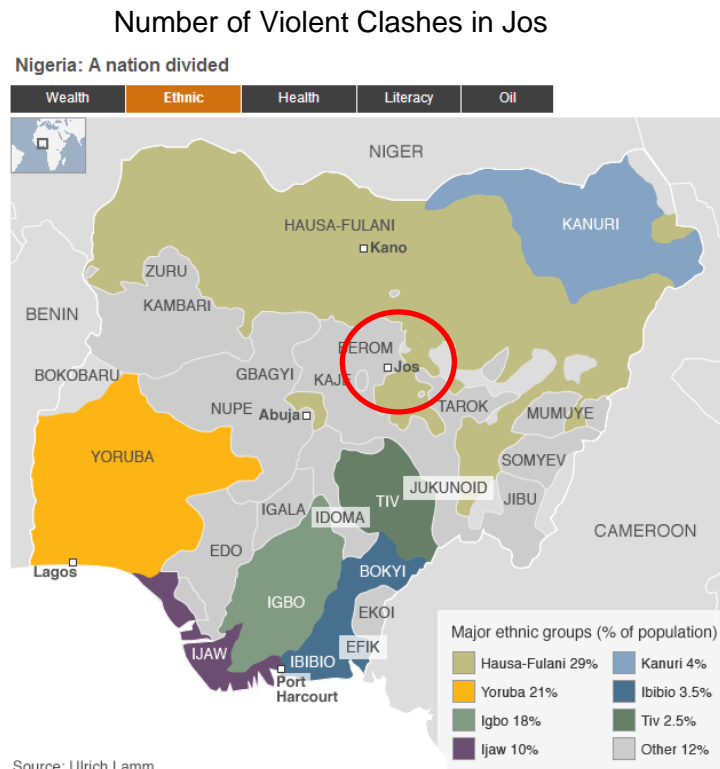 Number of Violent Clashes in Jos
Nigeria: A nation divided
Wealth Ethnic Health Literacy Oil
NIGER
HAUSA-FULANI
KANURI
Kano
ZURU
KAMBARI
BENIN
BEROM
Jos
BOKOBARU
GBAGYI
KAJE
NUPE
Abuja
TAROK
MUMUYE
YORUBA
SOMYEV
JUKUNOID
TIV
JIBU
IGALA
IDOMA
CAMEROON
EDO
Lagos
BOKYI
IGBO
EKOI
EFIK
IJAW
IBIBIO
Port
Harcourt
Major ethnic groups (% of population)
Hausa-Fulani 29% Kanuri 4%
Yoruba 21% Ibibio 3.5%
Igbo 18% Tiv 2.5%
Ijaw 10% Other 12%
Source: Ulrich Lamm